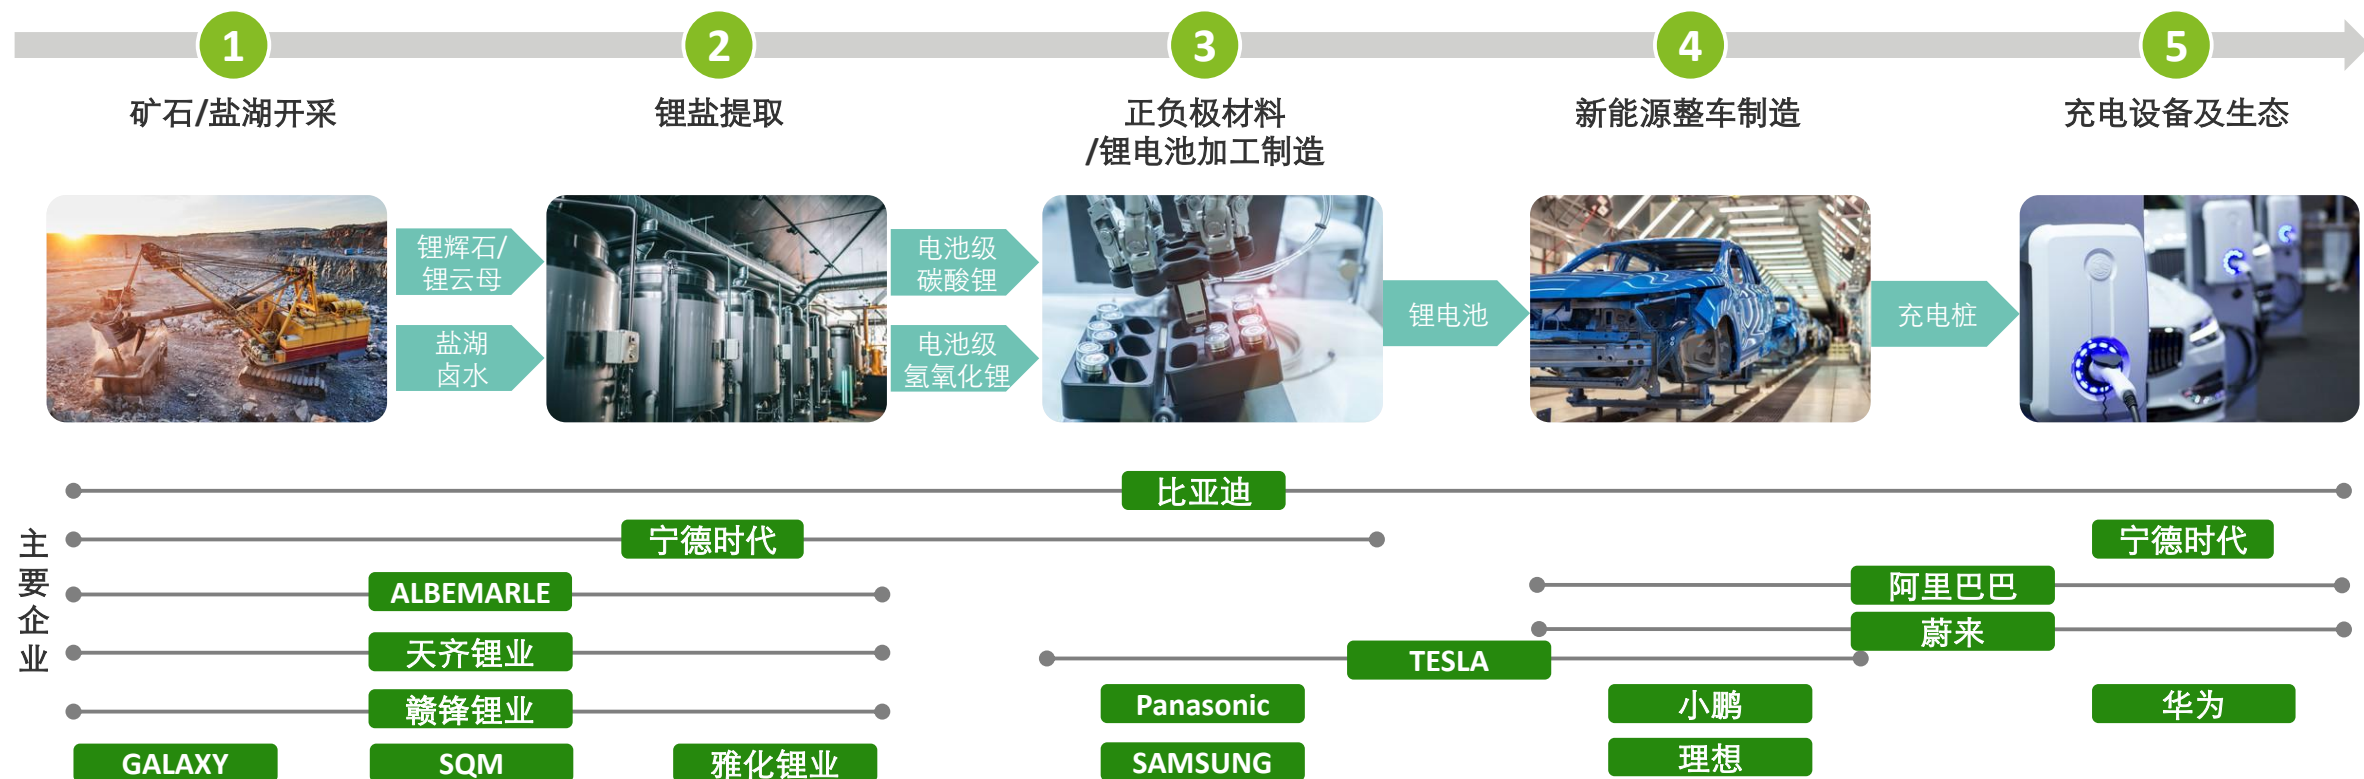 1
2
3
4
5
矿石/盐湖开采
锂盐提取
正负极材料
/锂电池加工制造
新能源整车制造
充电设备及生态
锂辉石/
锂云母
盐湖
卤水
电池级
碳酸锂
电池级
氢氧化锂
锂电池
充电桩
主
要
企
业
比亚迪
宁德时代
宁德时代
ALBEMARLE
阿里巴巴
天齐锂业
蔚来
TESLA
赣锋锂业
Panasonic
小鹏
华为
GALAXY
SQM
雅化锂业
SAMSUNG
理想